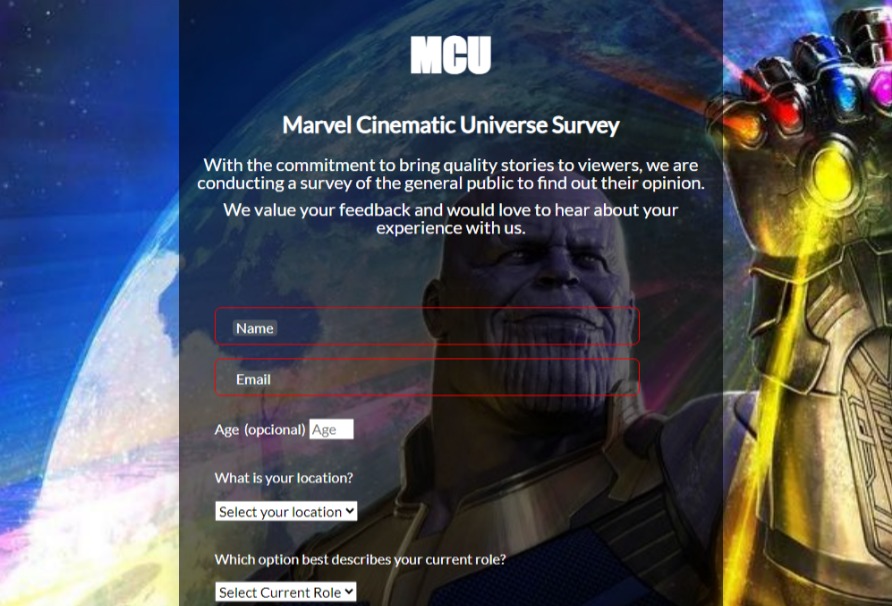 MCU
Marvel Cinematic Universe Survey
With the commitment to bring quality stories to viewers, we are
conducting a survey of the general public to find out their opinion.
We value your feedback and would love to hear about your
experience with us.
Name
Email
Age (opcional) Age
What is your location?
Select your location
Which option best describes your current role?
Select Current Role